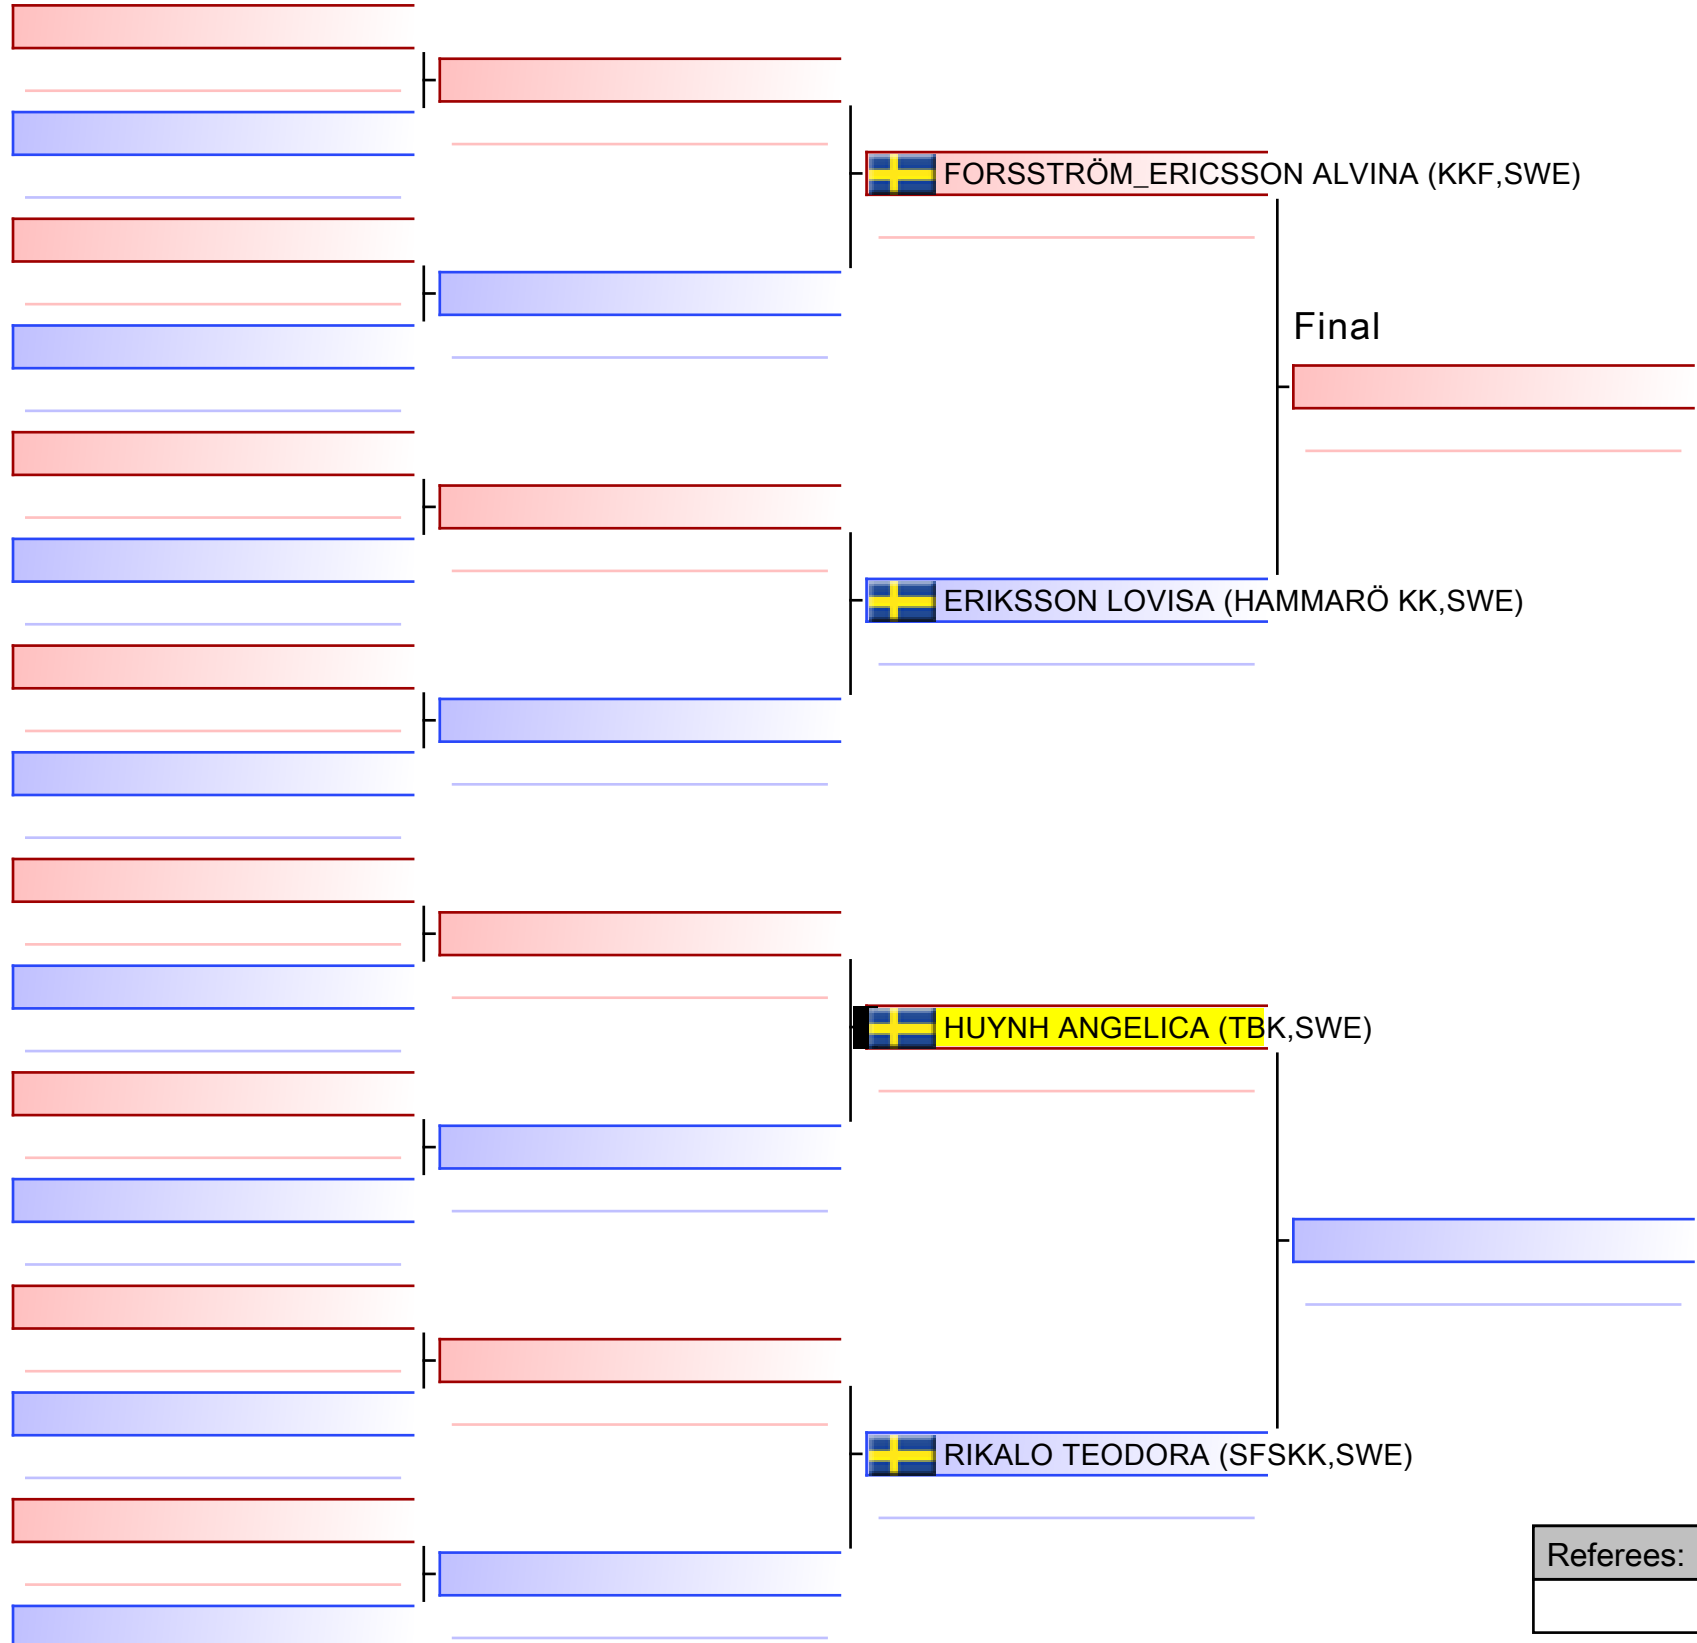 FORSSTRÖM_ERICSSON ALVINA (KKF,SWE)
Final
ERIKSSON LOVISA (HAMMARÖ KK,SWE)
HUYNH ANGELICA (TBK,SWE)
RIKALO TEODORA (SFSKK,SWE)
Referees: